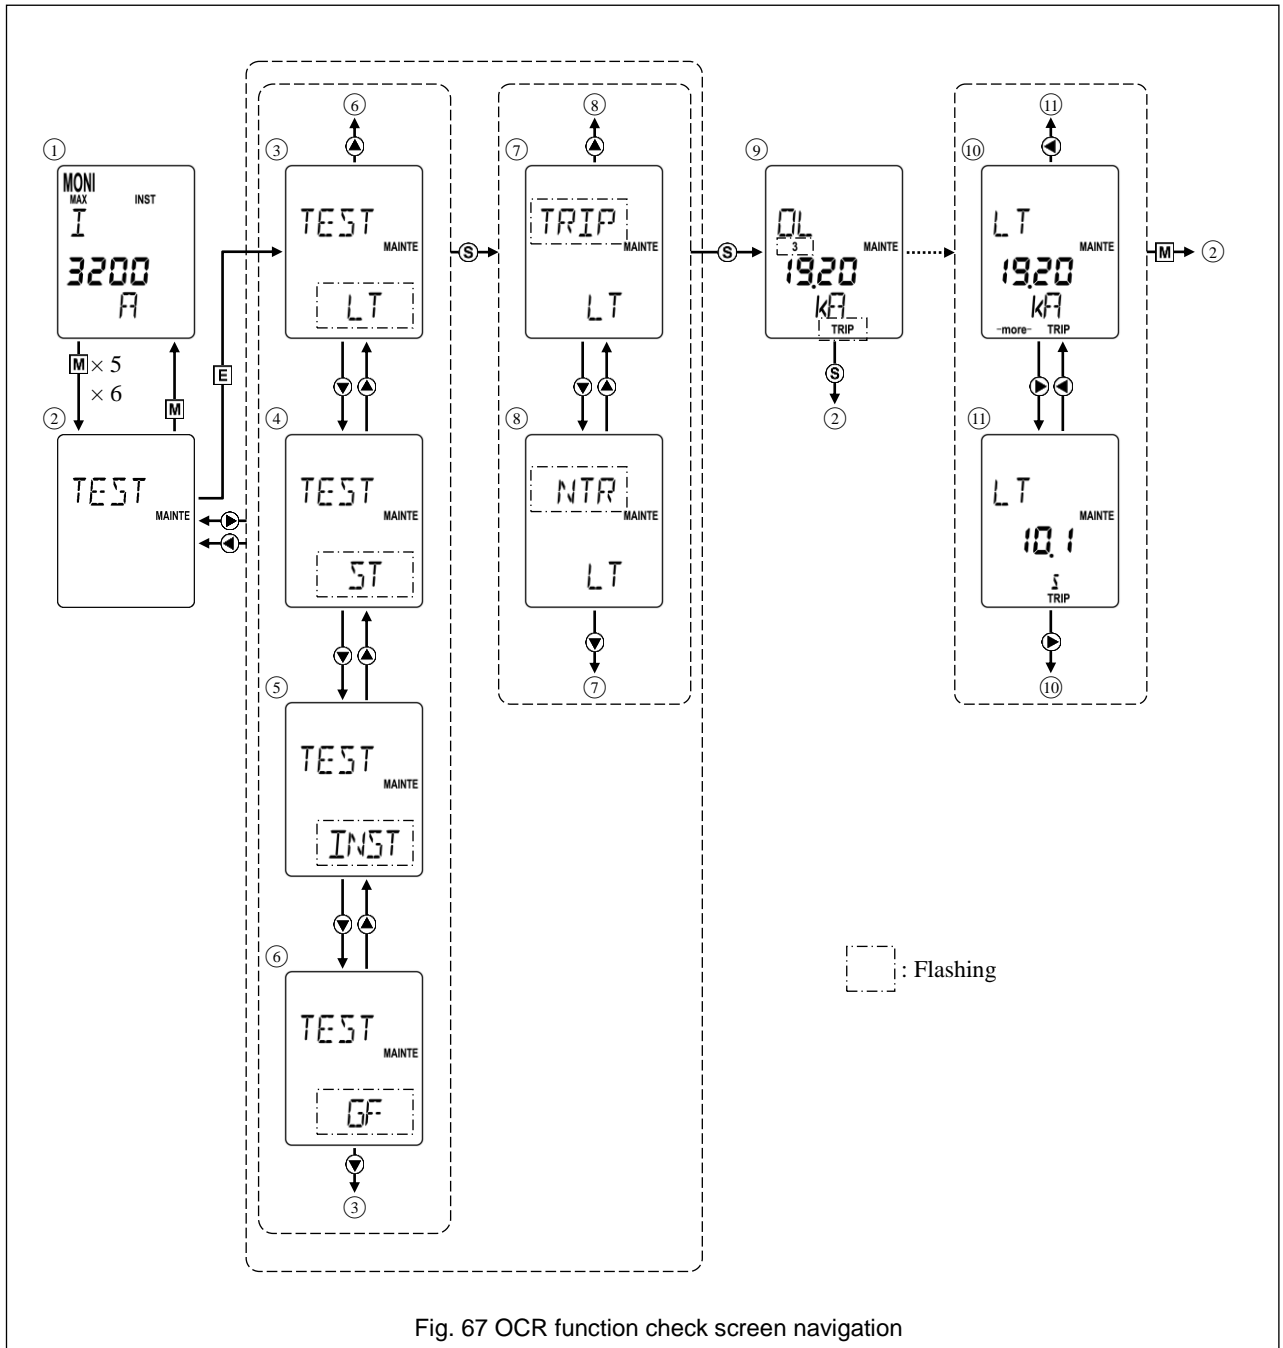 ①
MONI
MAX INST
I
3200
A
M × 5
× 6
M
②
TEST
MAINTE
E
⑥
③
TEST
MAINTE
LT
④
TEST
MAINTE
ST
⑤
TEST
MAINTE
INST
⑥
TEST
MAINTE
GF
③
S
⑧
⑦
TRIP
MAINTE
LT
⑧
NTR
MAINTE
LT
⑦
S
⑨
OL
3 MAINTE
19.20
kA
TRIP
S
②
⑪
⑩
LT
MAINTE
19.20
kA
-more- TRIP
M ②
⑪
LT
MAINTE
10.1
s
TRIP
⑩
: Flashing
Fig. 67 OCR function check screen navigation